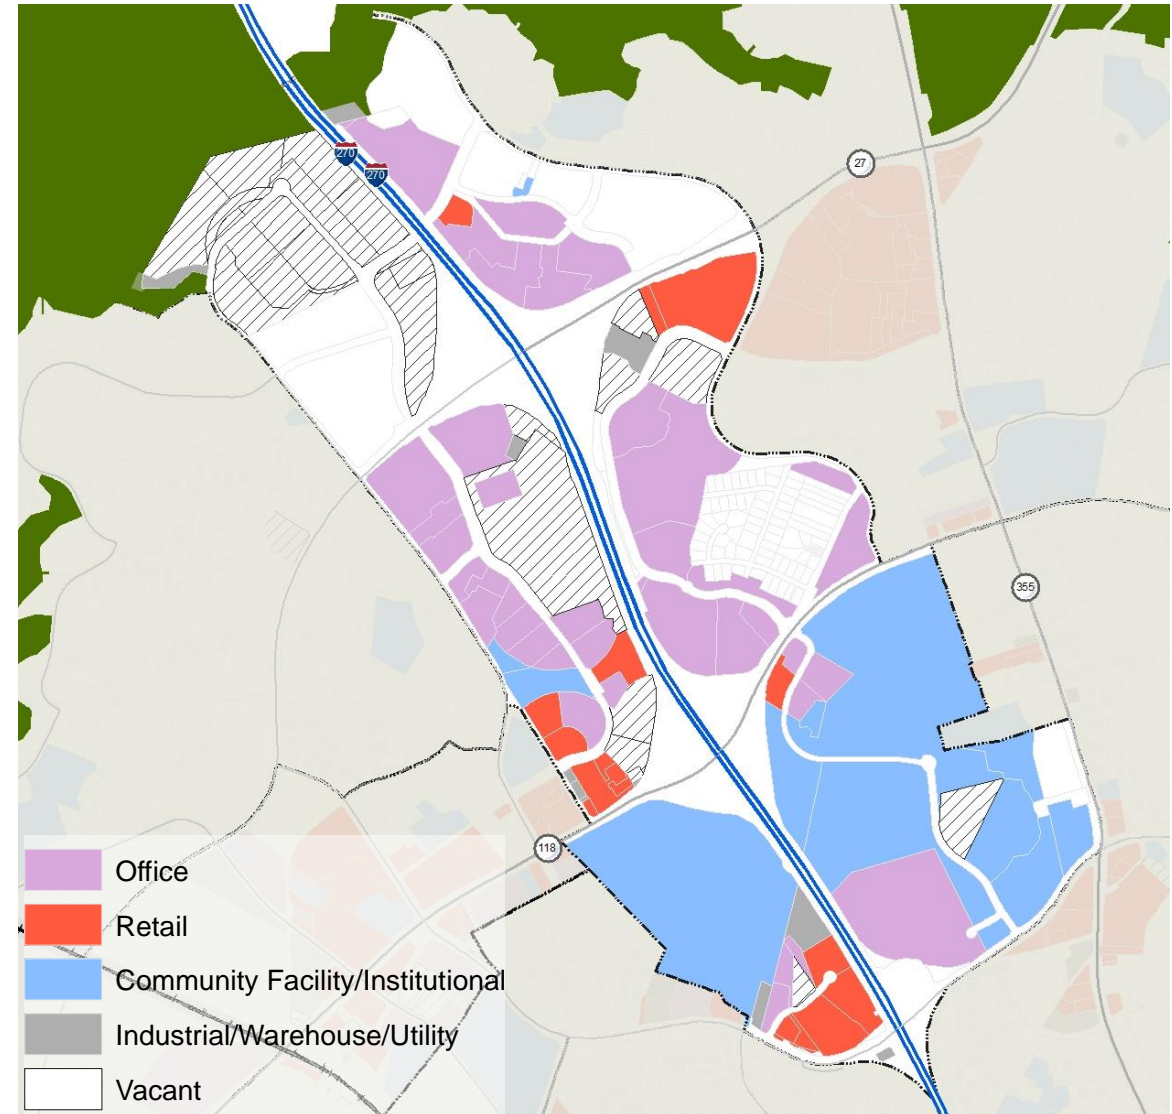 270
270
27
355
118
Office
Retail
Community Facility/Institutional
Industrial/Warehouse/Utility
Vacant